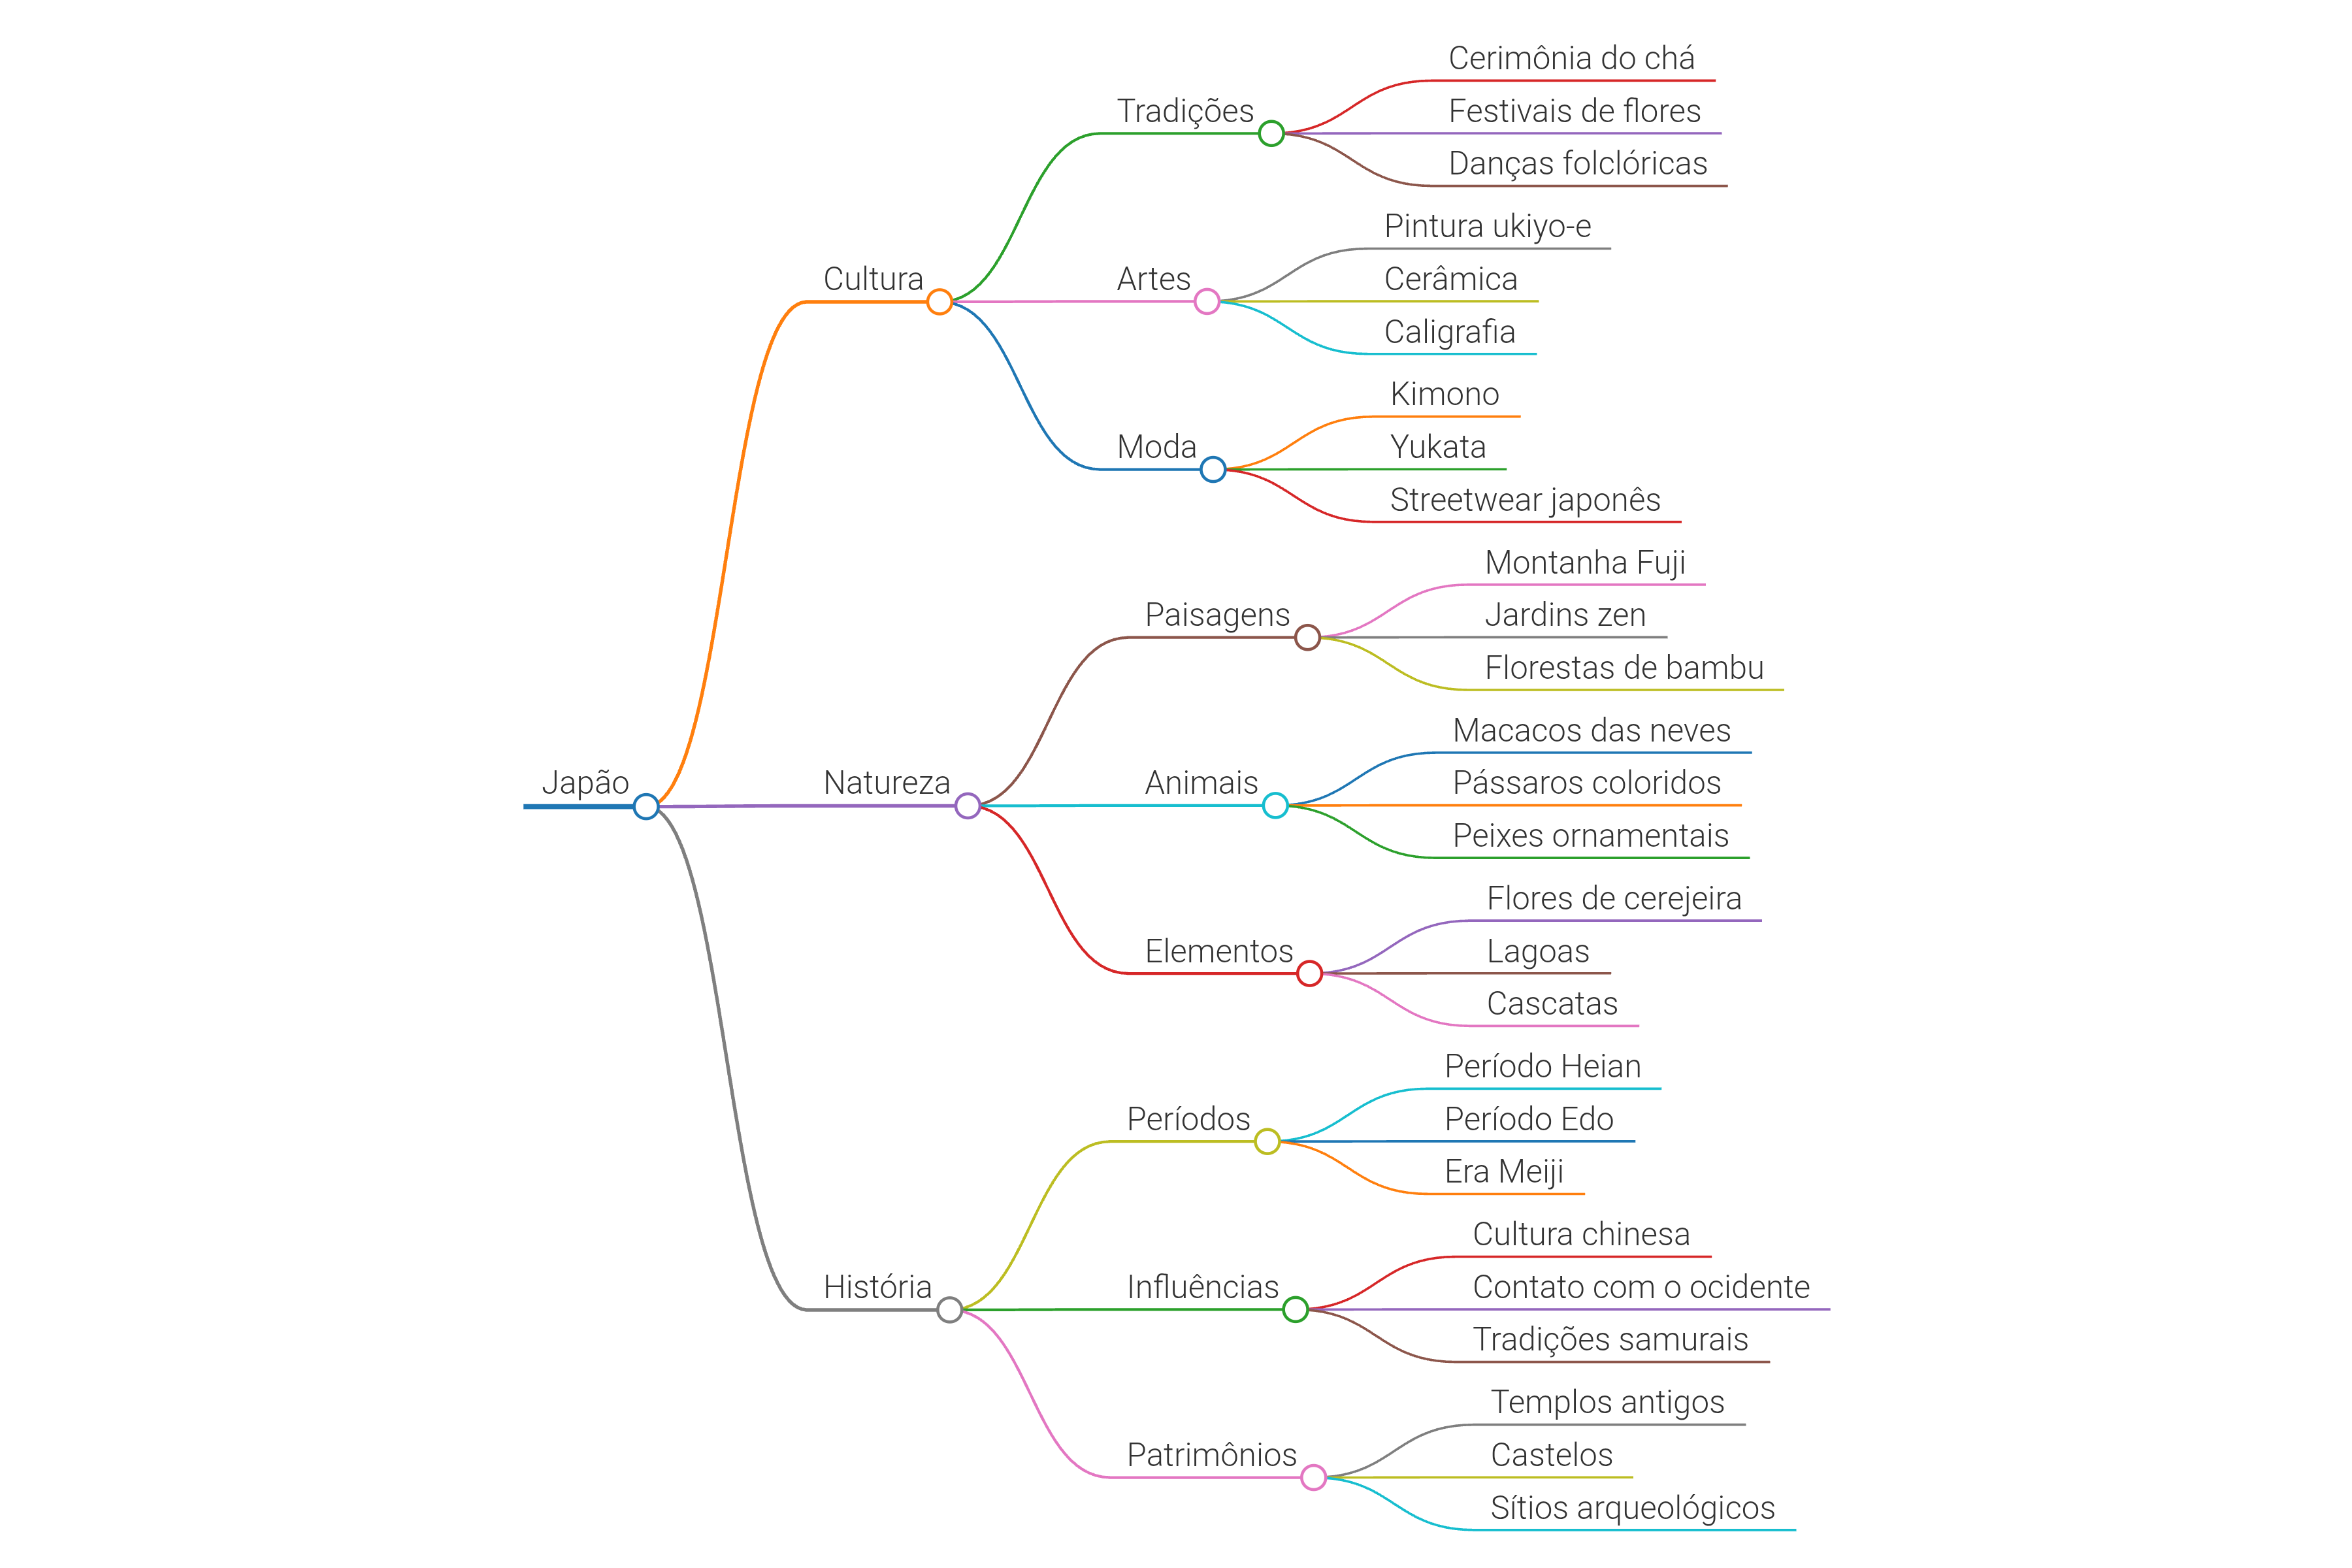 Japão
Cultura
Tradições
Cerimônia do chá
Festivais de flores
Danças folclóricas
Artes
Pintura ukiyo-e
Cerâmica
Caligrafia
Moda
Kimono
Yukata
Streetwear japonês
Natureza
Paisagens
Montanha Fuji
Jardins zen
Florestas de bambu
Animais
Macacos das neves
Pássaros coloridos
Peixes ornamentais
Elementos
Flores de cerejeira
Lagoas
Cascatas
História
Períodos
Período Heian
Período Edo
Era Meiji
Influências
Cultura chinesa
Contato com o ocidente
Tradições samurais
Patrimônios
Templos antigos
Castelos
Sítios arqueológicos